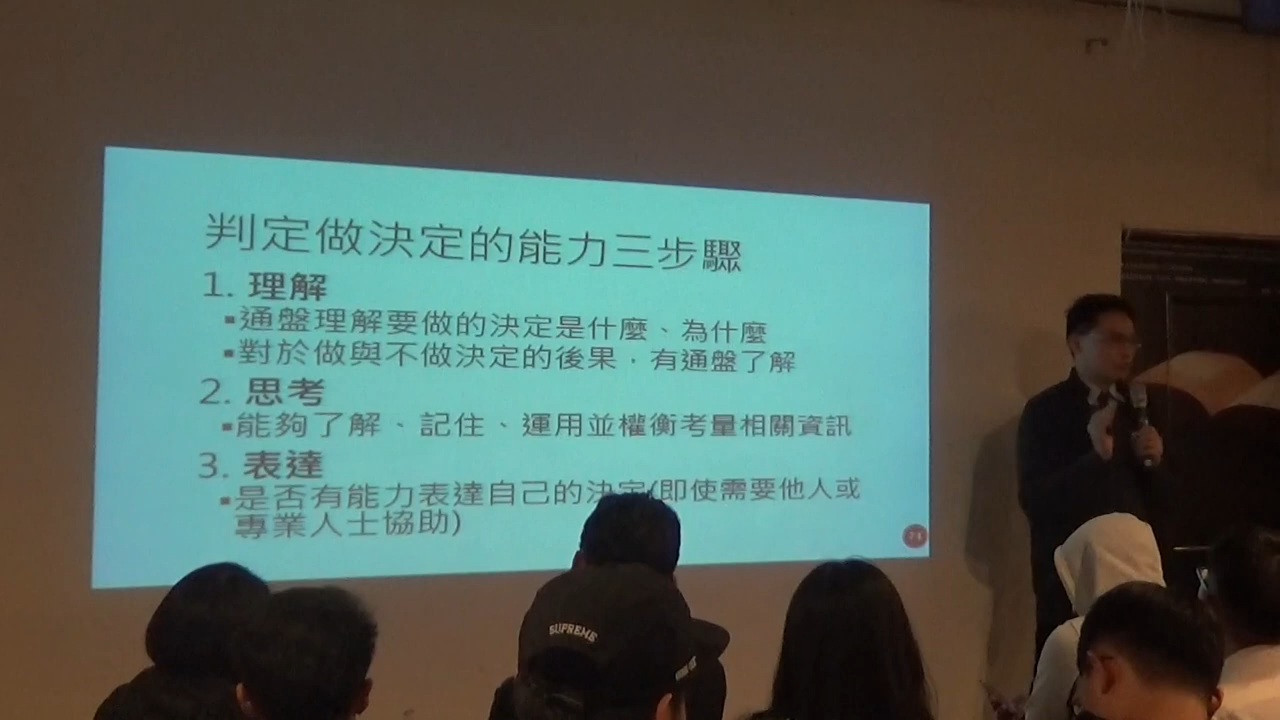 判定做決定的能力三步驟
1. 理解
▪通盤理解要做的決定是什麼、為什麼
▪對於做與不做決定的後果，有通盤了解
2. 思考
▪能夠了解、記住、運用並權衡考量相關資訊
3. 表達
▪是否有能力表達自己的決定(即使需要他人或
專業人士協助)
SUPREME